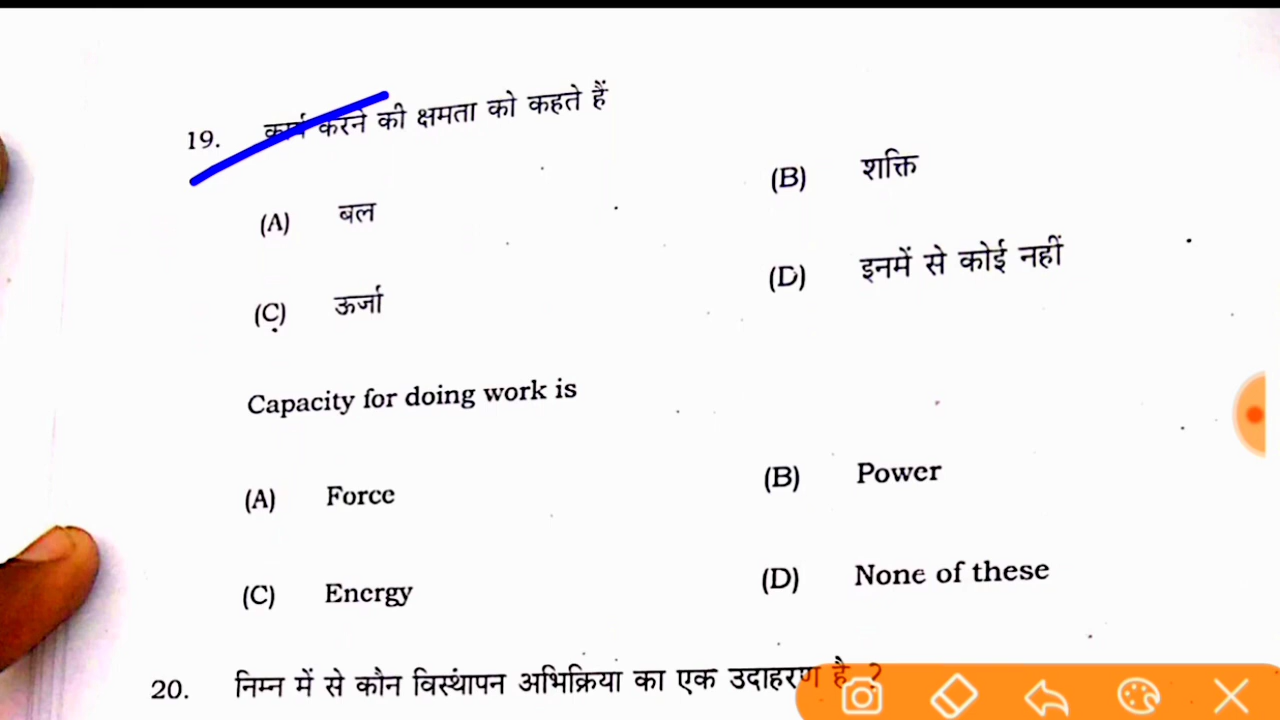 19. कार्य करने की क्षमता को कहते हैं
(A) बल (B) शक्ति
(C) ऊर्जा (D) इनमें से कोई नहीं
Capacity for doing work is
(A) Force (B) Power
(C) Energy (D) None of these
20. निम्न में से कौन विस्थापन अभिक्रिया का एक उदाहरण है ?